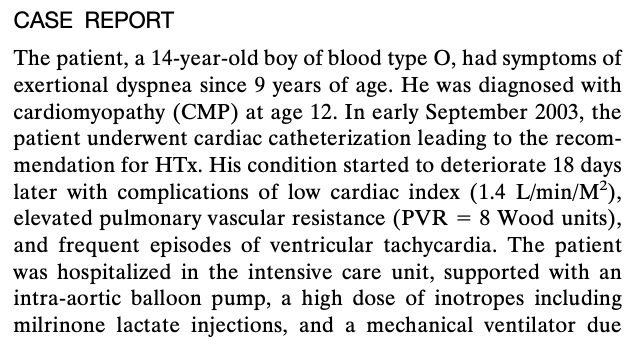 CASE REPORT
The patient, a 14-year-old boy of blood type O, had symptoms of
exertional dyspnea since 9 years of age. He was diagnosed with
cardiomyopathy (CMP) at age 12. In early September 2003, the
patient underwent cardiac catheterization leading to the recom-
mendation for HTx. His condition started to deteriorate 18 days
later with complications of low cardiac index (1.4 L/min/M²),
elevated pulmonary vascular resistance (PVR = 8 Wood units),
and frequent episodes of ventricular tachycardia. The patient
was hospitalized in the intensive care unit, supported with an
intra-aortic balloon pump, a high dose of inotropes including
milrinone lactate injections, and a mechanical ventilator due